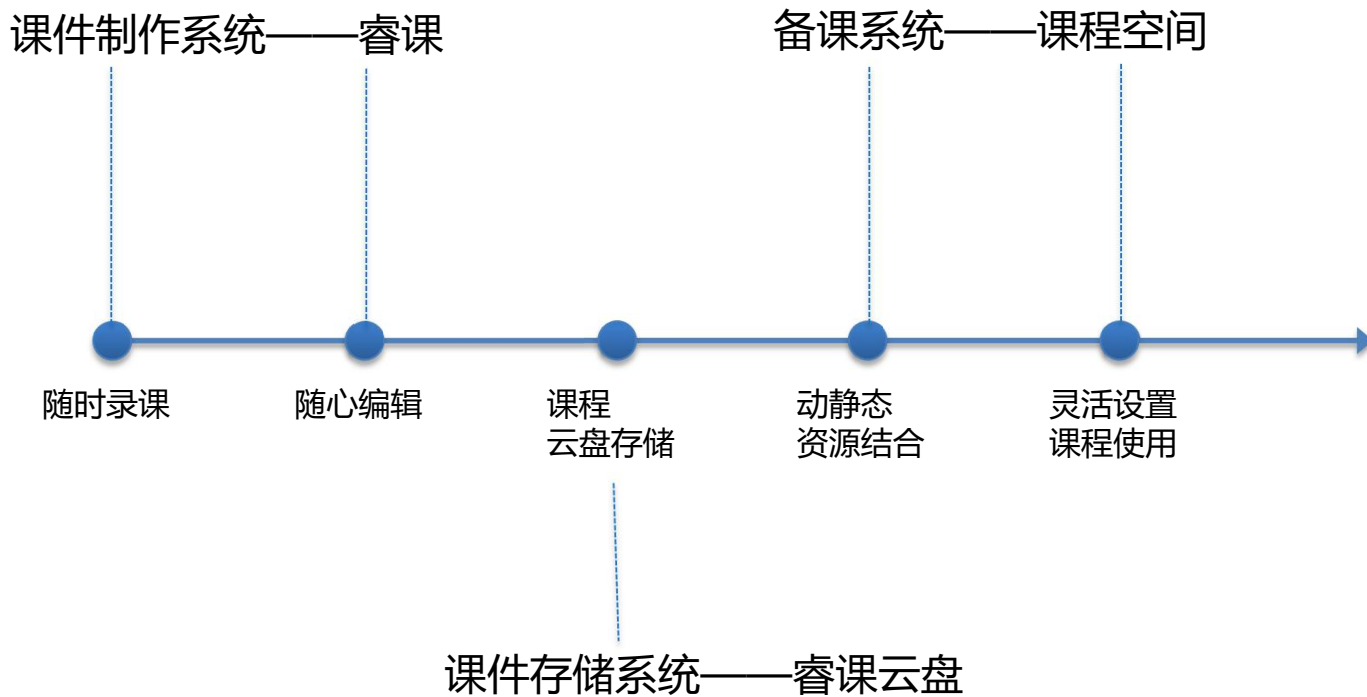 课件制作系统——睿课
备课系统——课程空间
随时录课
随心编辑
课程
云盘存储
动静态
资源结合
灵活设置
课程使用
课件存储系统——睿课云盘